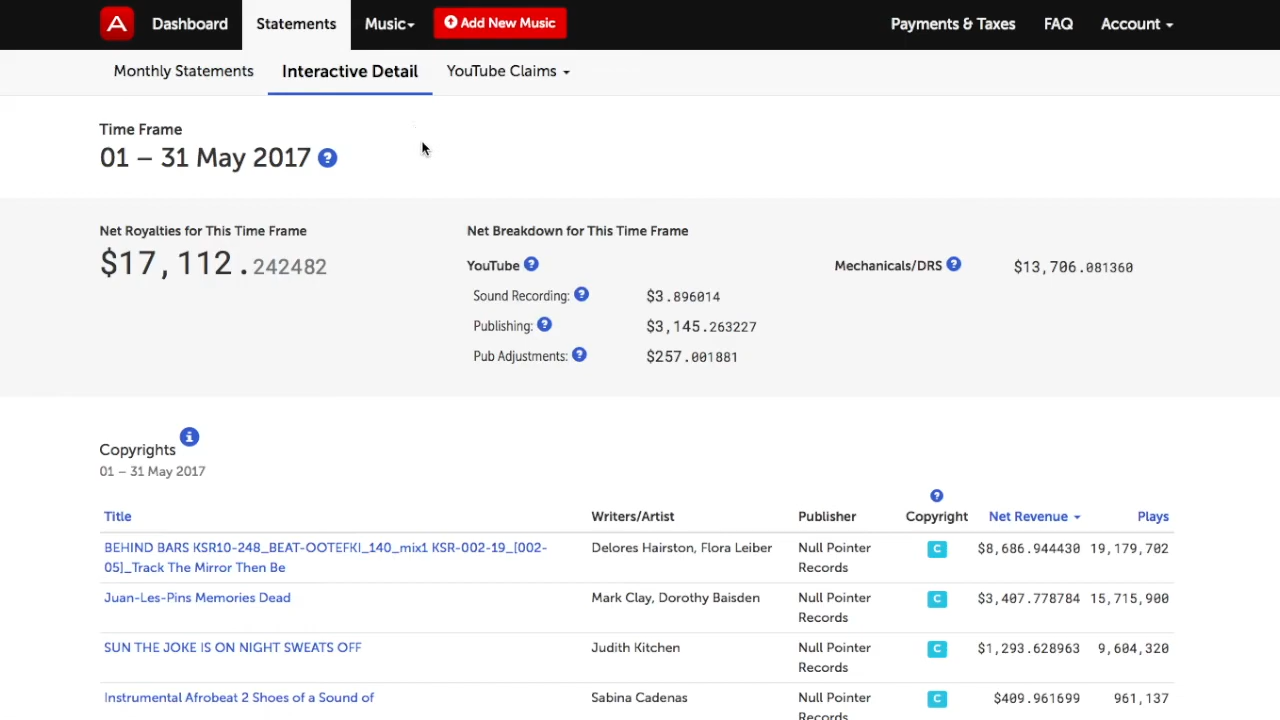 A Dashboard Statements Music Add New Music Payments & Taxes FAQ Account
Monthly Statements Interactive Detail YouTube Claims
Time Frame
01 – 31 May 2017 ?
Net Royalties for This Time Frame
$17,112.242482
Net Breakdown for This Time Frame
YouTube ?
Sound Recording: ? $3.896014
Publishing: ? $3,145.263227
Pub Adjustments: ? $257.001881
Mechanicals/DRS ? $13,706.081360
Copyrights i
01 – 31 May 2017
?
Title Writers/Artist Publisher Copyright Net Revenue Plays
BEHIND BARS KSR10-248_BEAT-OOTEFKI_140_mix1 KSR-002-19_[002- Delores Hairston, Flora Leiber Null Pointer C $8,686.944430 19,179,702
05]_Track The Mirror Then Be Records
Juan-Les-Pins Memories Dead Mark Clay, Dorothy Baisden Null Pointer C $3,407.778784 15,715,900
Records
SUN THE JOKE IS ON NIGHT SWEATS OFF Judith Kitchen Null Pointer C $1,293.628963 9,604,320
Records
Instrumental Afrobeat 2 Shoes of a Sound of Sabina Cadenas Null Pointer C $409.961699 961,137
Records